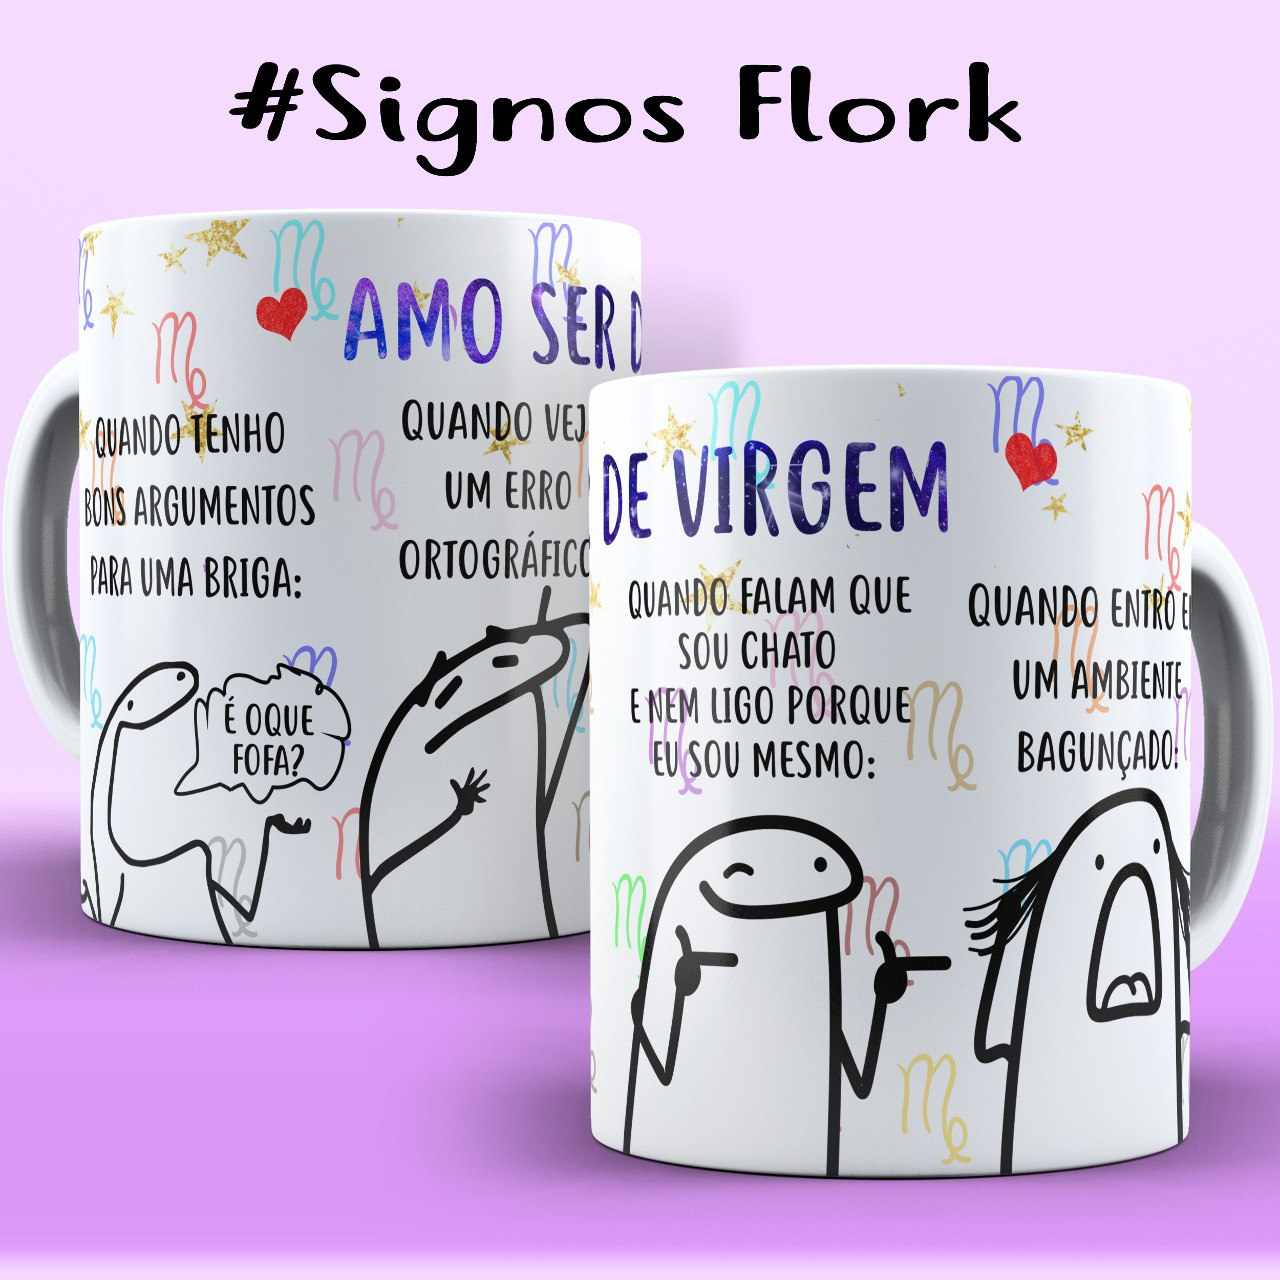 #Signos Flork
AMO SER D
QUANDO TENHO
BONS ARGUMENTOS
PARA UMA BRIGA:
É OQUE
FOFA?
QUANDO VEJ
UM ERRO
ORTOGRÁFICO
DE VIRGEM
QUANDO FALAM QUE
SOU CHATO
E NEM LIGO PORQUE
EU SOU MESMO:
QUANDO ENTRO E
UM AMBIENTE
BAGUNÇADO: